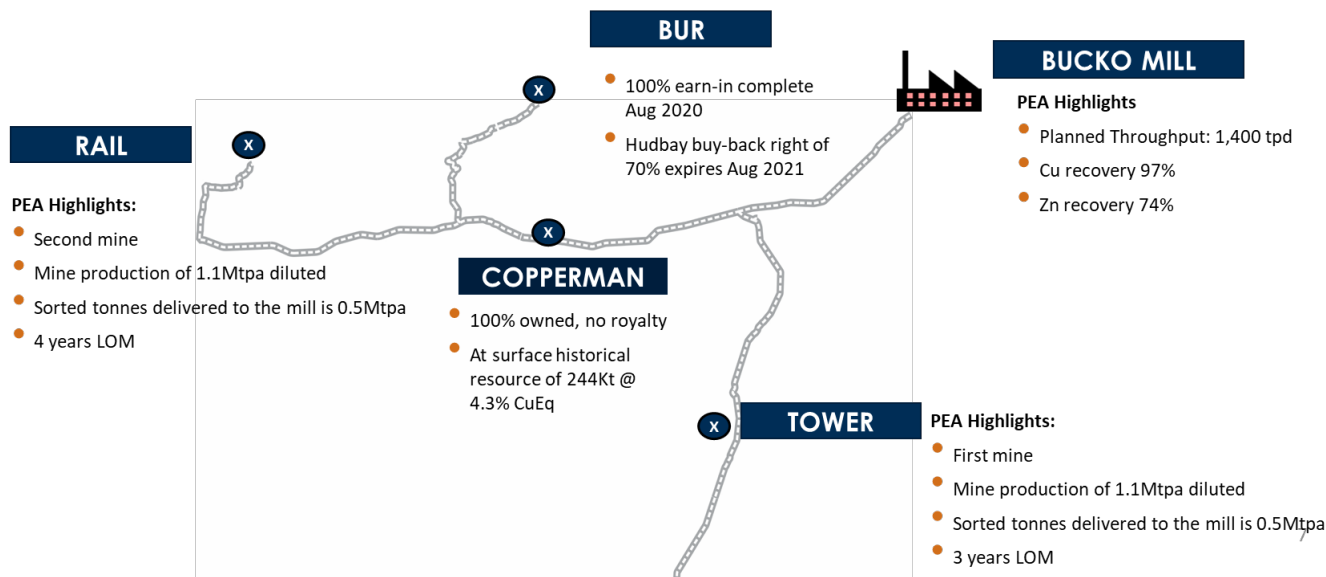 BUR
100% earn-in complete
Aug 2020
Hudbay buy-back right of
70% expires Aug 2021
BUCKO MILL
PEA Highlights
Planned Throughput: 1,400 tpd
Cu recovery 97%
Zn recovery 74%
RAIL
PEA Highlights:
Second mine
Mine production of 1.1Mtpa diluted
Sorted tonnes delivered to the mill is 0.5Mtpa
4 years LOM
X
X
X
COPPERMAN
100% owned, no royalty
At surface historical
resource of 244Kt @
4.3% CuEq
X
TOWER
PEA Highlights:
First mine
Mine production of 1.1Mtpa diluted
Sorted tonnes delivered to the mill is 0.5Mtpa
3 years LOM
7